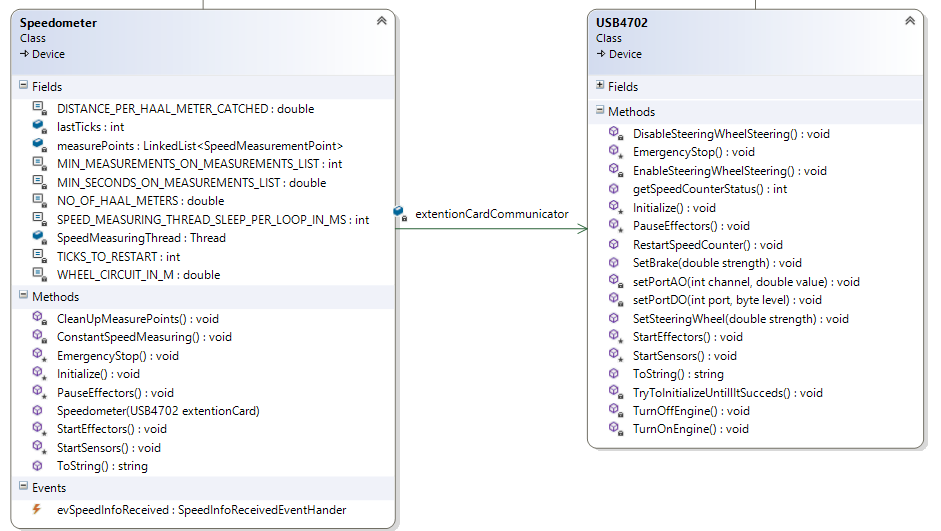 Speedometer
Class
Device
Fields
DISTANCE_PER_HAAL_METER_CATCHED : double
lastTicks : int
measurePoints : LinkedList<SpeedMeasurementPoint>
MIN_MEASUREMENTS_ON_MEASUREMENTS_LIST : int
MIN_SECONDS_ON_MEASUREMENTS_LIST : double
NO_OF_HAAL_METERS : double
SPEED_MEASURING_THREAD_SLEEP_PER_LOOP_IN_MS : int
SpeedMeasuringThread : Thread
TICKS_TO_RESTART : int
WHEEL_CIRCUIT_IN_M : double
Methods
CleanUpMeasurePoints() : void
ConstantSpeedMeasuring() : void
EmergencyStop() : void
Initialize() : void
PauseEffectors() : void
Speedometer(USB4702 extentionCard)
StartEffectors() : void
StartSensors() : void
ToString() : string
Events
evSpeedInfoReceived : SpeedInfoReceivedEventHander
extentionCardCommunicator
USB4702
Class
Device
Fields
Methods
DisableSteeringWheelSteering() : void
EmergencyStop() : void
EnableSteeringWheelSteering() : void
getSpeedCounterStatus() : int
Initialize() : void
PauseEffectors() : void
RestartSpeedCounter() : void
SetBrake(double strength) : void
setPortAO(int channel, double value) : void
setPortDO(int port, byte level) : void
SetSteeringWheel(double strength) : void
StartEffectors() : void
StartSensors() : void
ToString() : string
TryToInitializeUntillItSucceds() : void
TurnOffEngine() : void
TurnOnEngine() : void